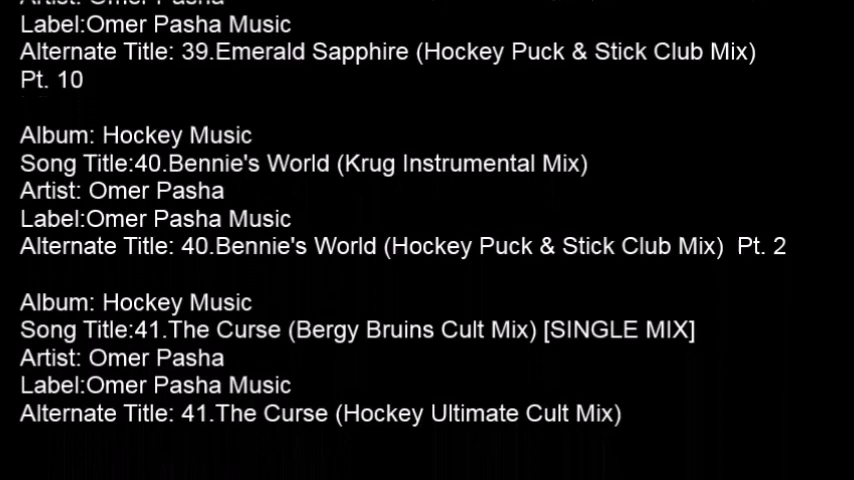 Artist: Omer Pasha
Label:Omer Pasha Music
Alternate Title: 39.Emerald Sapphire (Hockey Puck & Stick Club Mix)
Pt. 10
Album: Hockey Music
Song Title:40.Bennie's World (Krug Instrumental Mix)
Artist: Omer Pasha
Label:Omer Pasha Music
Alternate Title: 40.Bennie's World (Hockey Puck & Stick Club Mix)  Pt. 2
Album: Hockey Music
Song Title:41.The Curse (Bergy Bruins Cult Mix) [SINGLE MIX]
Artist: Omer Pasha
Label:Omer Pasha Music
Alternate Title: 41.The Curse (Hockey Ultimate Cult Mix)